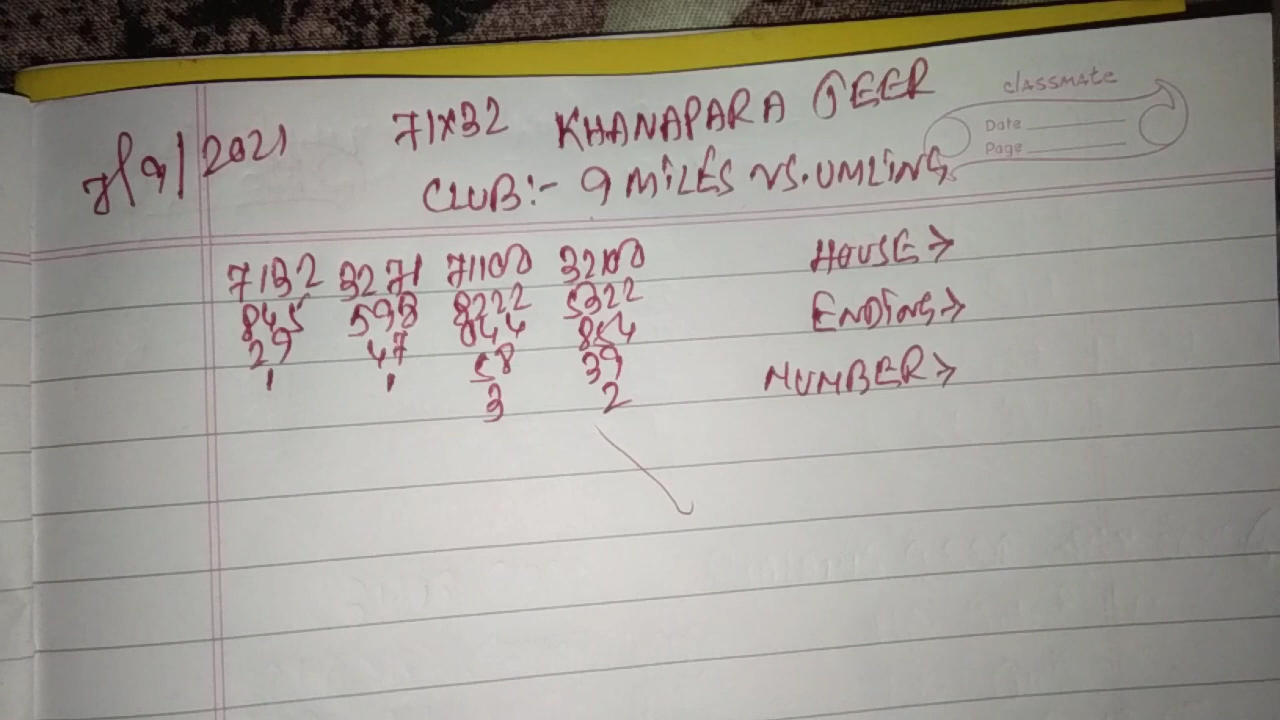 7/9/2021 71x32 KHANAPARA TEER
classmate
Date
Page
CLUB:- 9 MiLES VS. UMLiNG
7132 3271 71100 32100 HOUSE >
845 598 8222 5322 ENDiNG >
29 47 844 854
1 1 58 39 NUMBER >
3 2